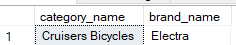 category_name brand_name
1 Cruisers Bicycles Electra